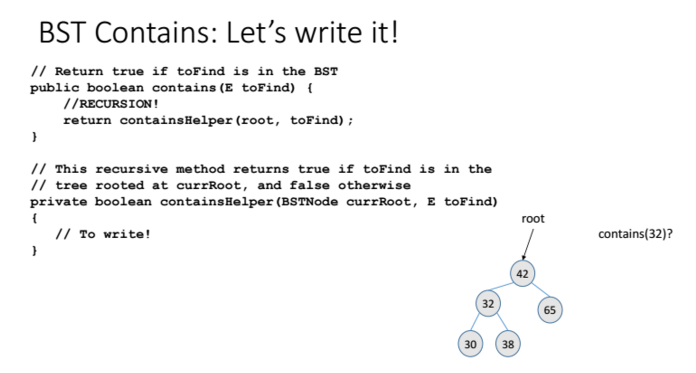 BST Contains: Let's write it!
// Return true if toFind is in the BST
public boolean contains(E toFind) {
//RECURSION!
return containsHelper(root, toFind);
}
// This recursive method returns true if toFind is in the
// tree rooted at currRoot, and false otherwise
private boolean containsHelper(BSTNode currRoot, E toFind)
{
// To write!
}
root
contains(32)?
42
32
65
30
38